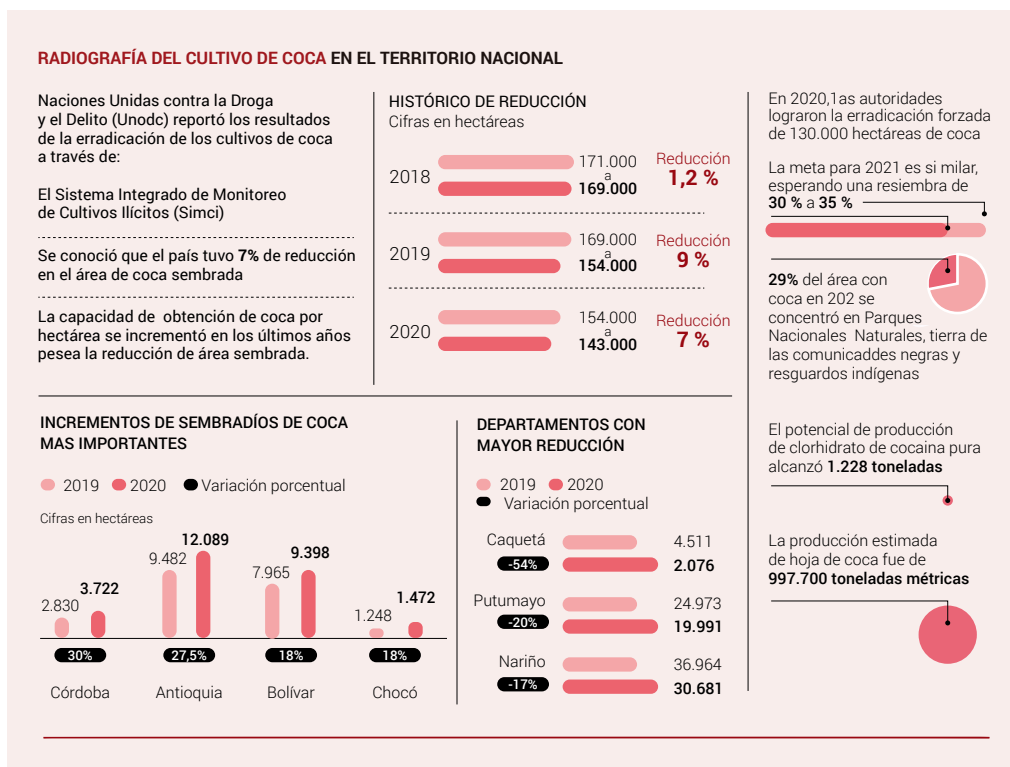 RADIOGRAFÍA DEL CULTIVO DE COCA EN EL TERRITORIO NACIONAL
Naciones Unidas contra la Droga
y el Delito (Unodc) reportó los resultados
de la erradicación de los cultivos de coca
a través de:
El Sistema Integrado de Monitoreo
de Cultivos Ilícitos (Simci)
Se conoció que el país tuvo 7% de reducción
en el área de coca sembrada
La capacidad de obtención de coca por
hectárea se incrementó en los últimos años
pesea la reducción de área sembrada.
HISTÓRICO DE REDUCCIÓN
Cifras en hectáreas
2018
171.000
a
169.000
Reducción
1,2 %
2019
169.000
a
154.000
Reducción
9 %
2020
154.000
a
143.000
Reducción
7 %
En 2020,1as autoridades
lograron la erradicación forzada
de 130.000 hectáreas de coca
La meta para 2021 es si milar,
esperando una resiembra de
30 % a 35 %
29% del área con
coca en 202 se
concentró en Parques
Nacionales Naturales, tierra de
las comunicaddes negras y
resguardos indígenas
El potencial de producción
de clorhidrato de cocaina pura
alcanzó 1.228 toneladas
La producción estimada
de hoja de coca fue de
997.700 toneladas métricas
INCREMENTOS DE SEMBRADÍOS DE COCA
MAS IMPORTANTES
2019 2020 Variación porcentual
Cifras en hectáreas
2.830 3.722
9.482 12.089
7.965 9.398
1.248 1.472
30% 27,5% 18% 18%
Córdoba Antioquia Bolívar Chocó
DEPARTAMENTOS CON
MAYOR REDUCCIÓN
2019 2020
Variación porcentual
Caquetá 4.511
-54% 2.076
Putumayo 24.973
-20% 19.991
Nariño 36.964
-17% 30.681